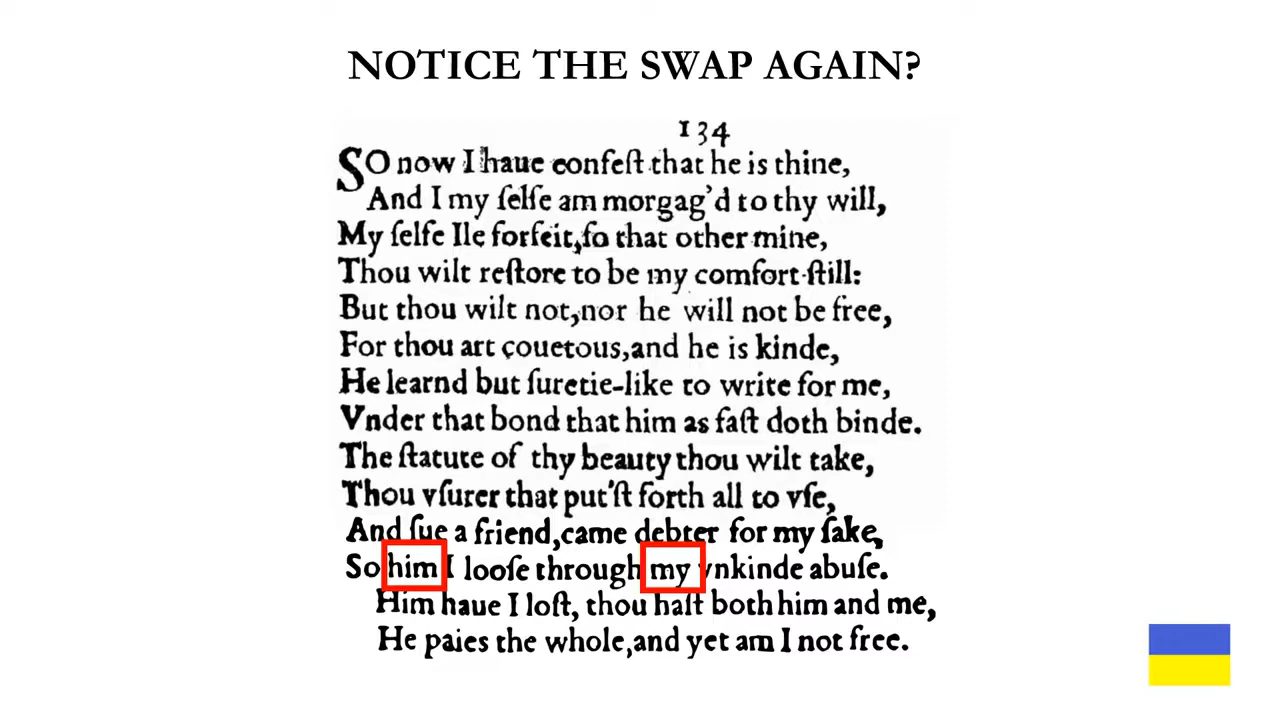 NOTICE THE SWAP AGAIN?
134
SO now I haue confeſt that he is thine,
And I my ſelfe am morgag'd to thy will,
My ſelfe Ile forfeit,ſo that other mine,
Thou wilt reſtore to be my comfort ſtill:
But thou wilt not,nor he will not be free,
For thou art couetous,and he is kinde,
He learnd but ſuretie-like to write for me,
Vnder that bond that him as faſt doth binde.
The ſtatute of thy beauty thou wilt take,
Thou vſurer that put'ſt forth all to vſe,
And ſue a friend,came debter for my ſake,
So him I looſe through my vnkinde abuſe.
Him haue I loſt, thou haſt both him and me,
He paies the whole,and yet am I not free.